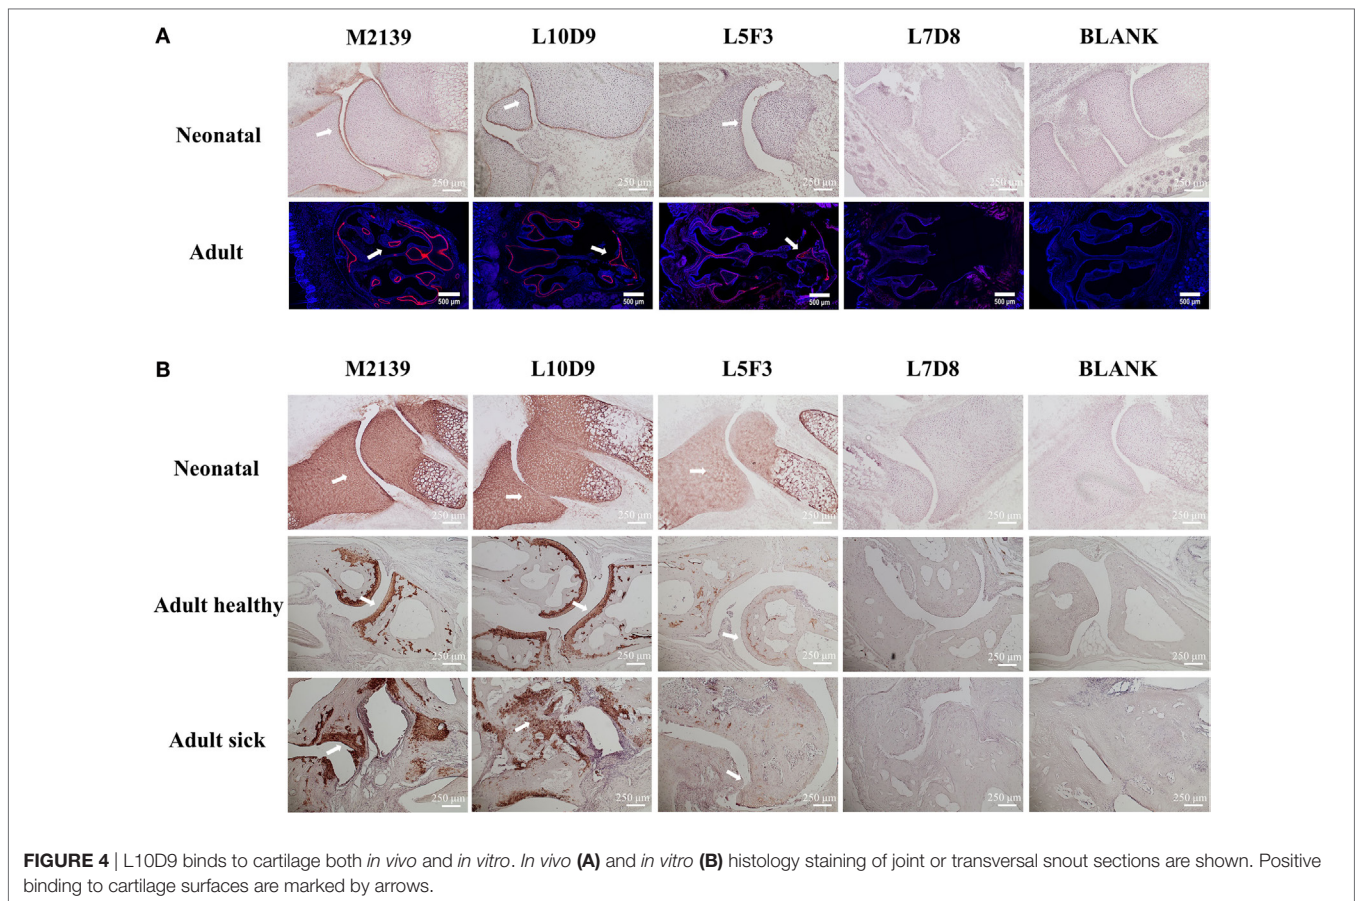 A
M2139 L10D9 L5F3 L7D8 BLANK
Neonatal
250 µm 250 µm 250 µm 250 µm 250 µm
Adult
500 µm 500 µm 500 µm 500 µm 500 µm
B
M2139 L10D9 L5F3 L7D8 BLANK
Neonatal
250 µm 250 µm 250 µm 250 µm 250 µm
Adult healthy
250 µm 250 µm 250 µm 250 µm 250 µm
Adult sick
250 µm 250 µm 250 µm 250 µm 250 µm
FIGURE 4 | L10D9 binds to cartilage both in vivo and in vitro. In vivo (A) and in vitro (B) histology staining of joint or transversal snout sections are shown. Positive
binding to cartilage surfaces are marked by arrows.